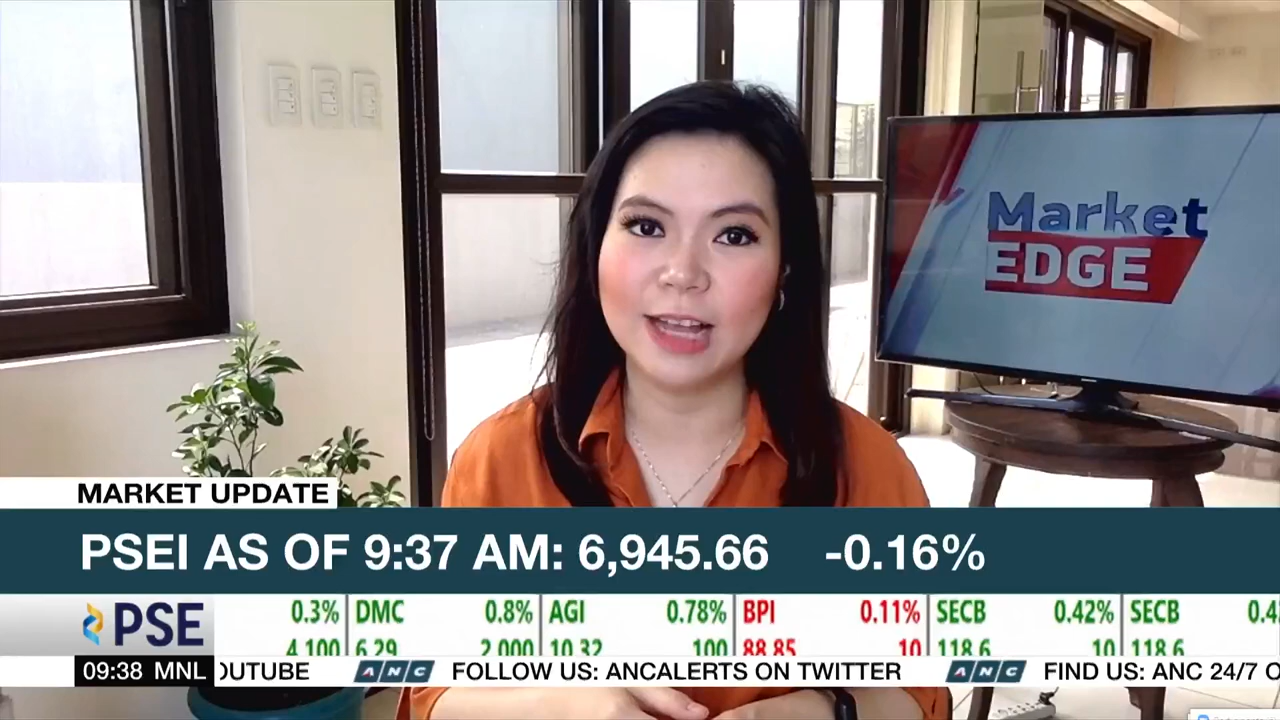 Market
EDGE
MARKET UPDATE
PSEI AS OF 9:37 AM: 6,945.66 -0.16%
PSE
0.3% DMC 0.8% AGI 0.78% BPI 0.11% SECB 0.42% SECB
4,100 6.29 2,000 10.32 100 88.85 10 118.6 10 118.6
09:38 MNL OUTUBE ANC FOLLOW US: ANCALERTS ON TWITTER ANC FIND US: ANC 24/7